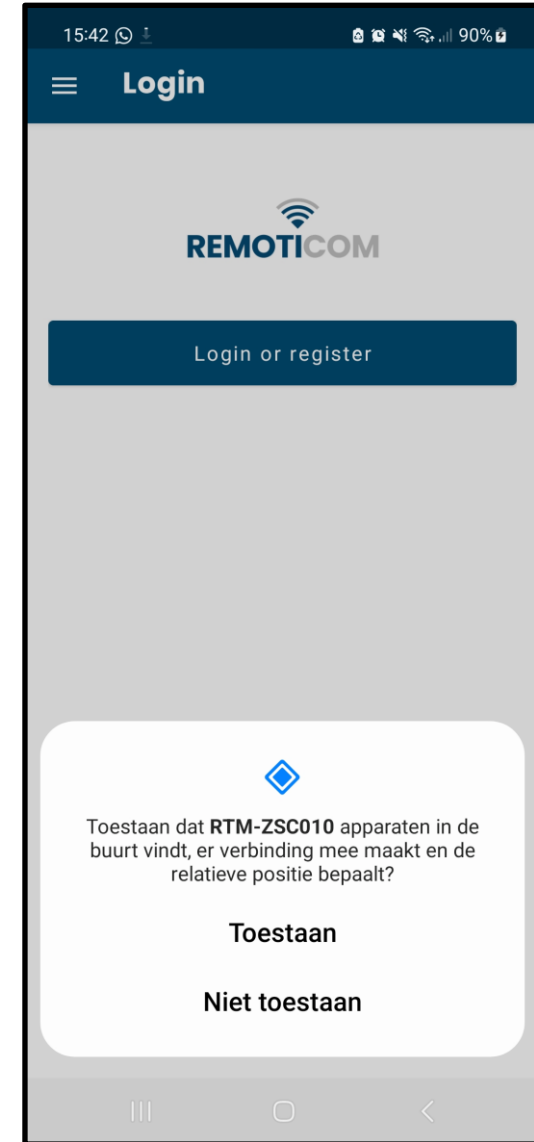 15:42 90%
Login
REMOTICOM
Login or register
Toestaan dat RTM-ZSC010 apparaten in de
buurt vindt, er verbinding mee maakt en de
relatieve positie bepaalt?
Toestaan
Niet toestaan